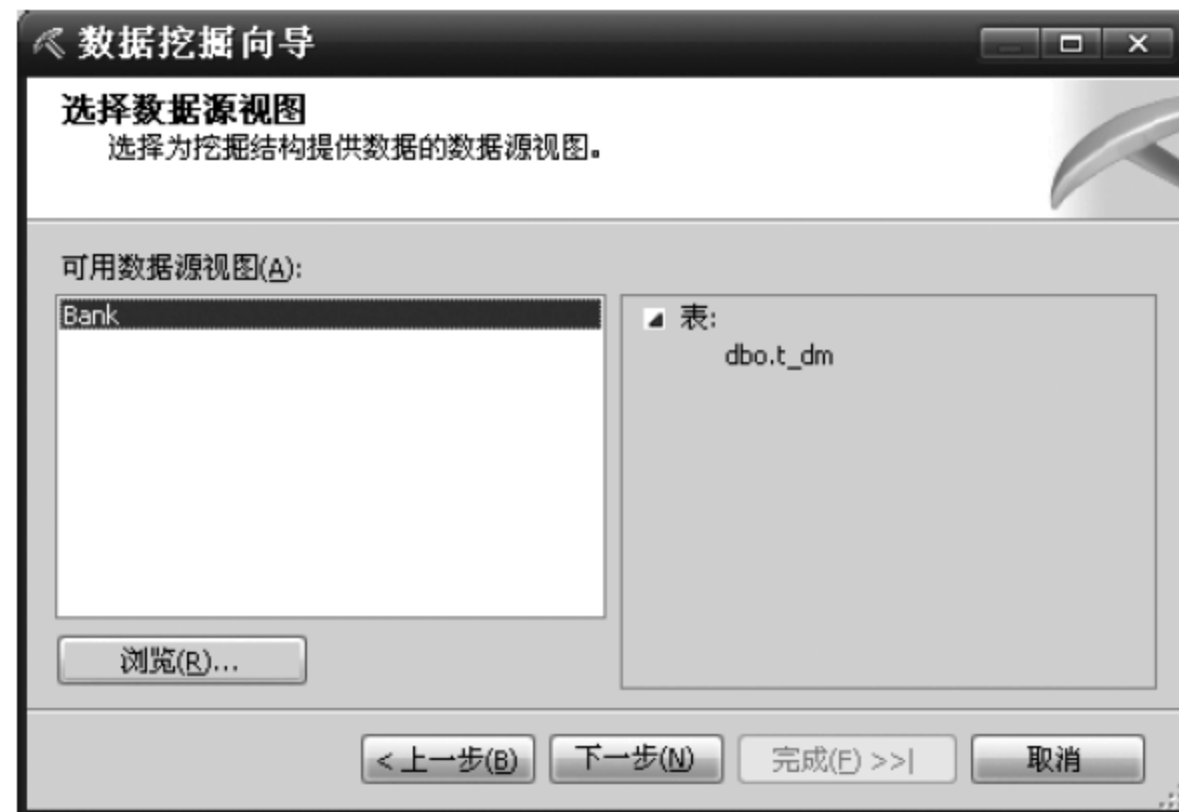 数据挖掘向导
选择数据源视图
选择为挖掘结构提供数据的数据源视图。
可用数据源视图(A):
Bank
表:
dbo.t_dm
浏览(R)...
<上一步(B)
下一步(N)
完成(F) >>|
取消